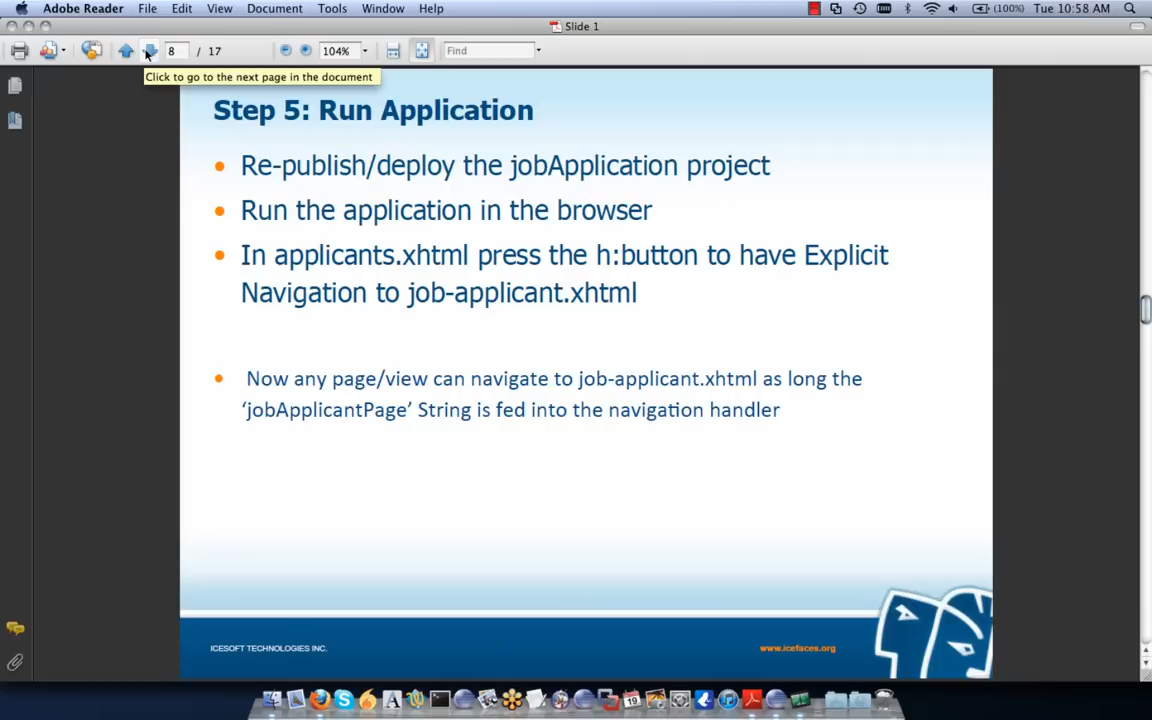 Adobe Reader File Edit View Document Tools Window Help (100%) Tue 10:58 AM
Slide 1
8 / 17 104% Find
Click to go to the next page in the document
Step 5: Run Application
Re-publish/deploy the jobApplication project
Run the application in the browser
In applicants.xhtml press the h:button to have Explicit
Navigation to job-applicant.xhtml
Now any page/view can navigate to job-applicant.xhtml as long the
‘jobApplicantPage’ String is fed into the navigation handler
ICESOFT TECHNOLOGIES INC. www.icefaces.org
19